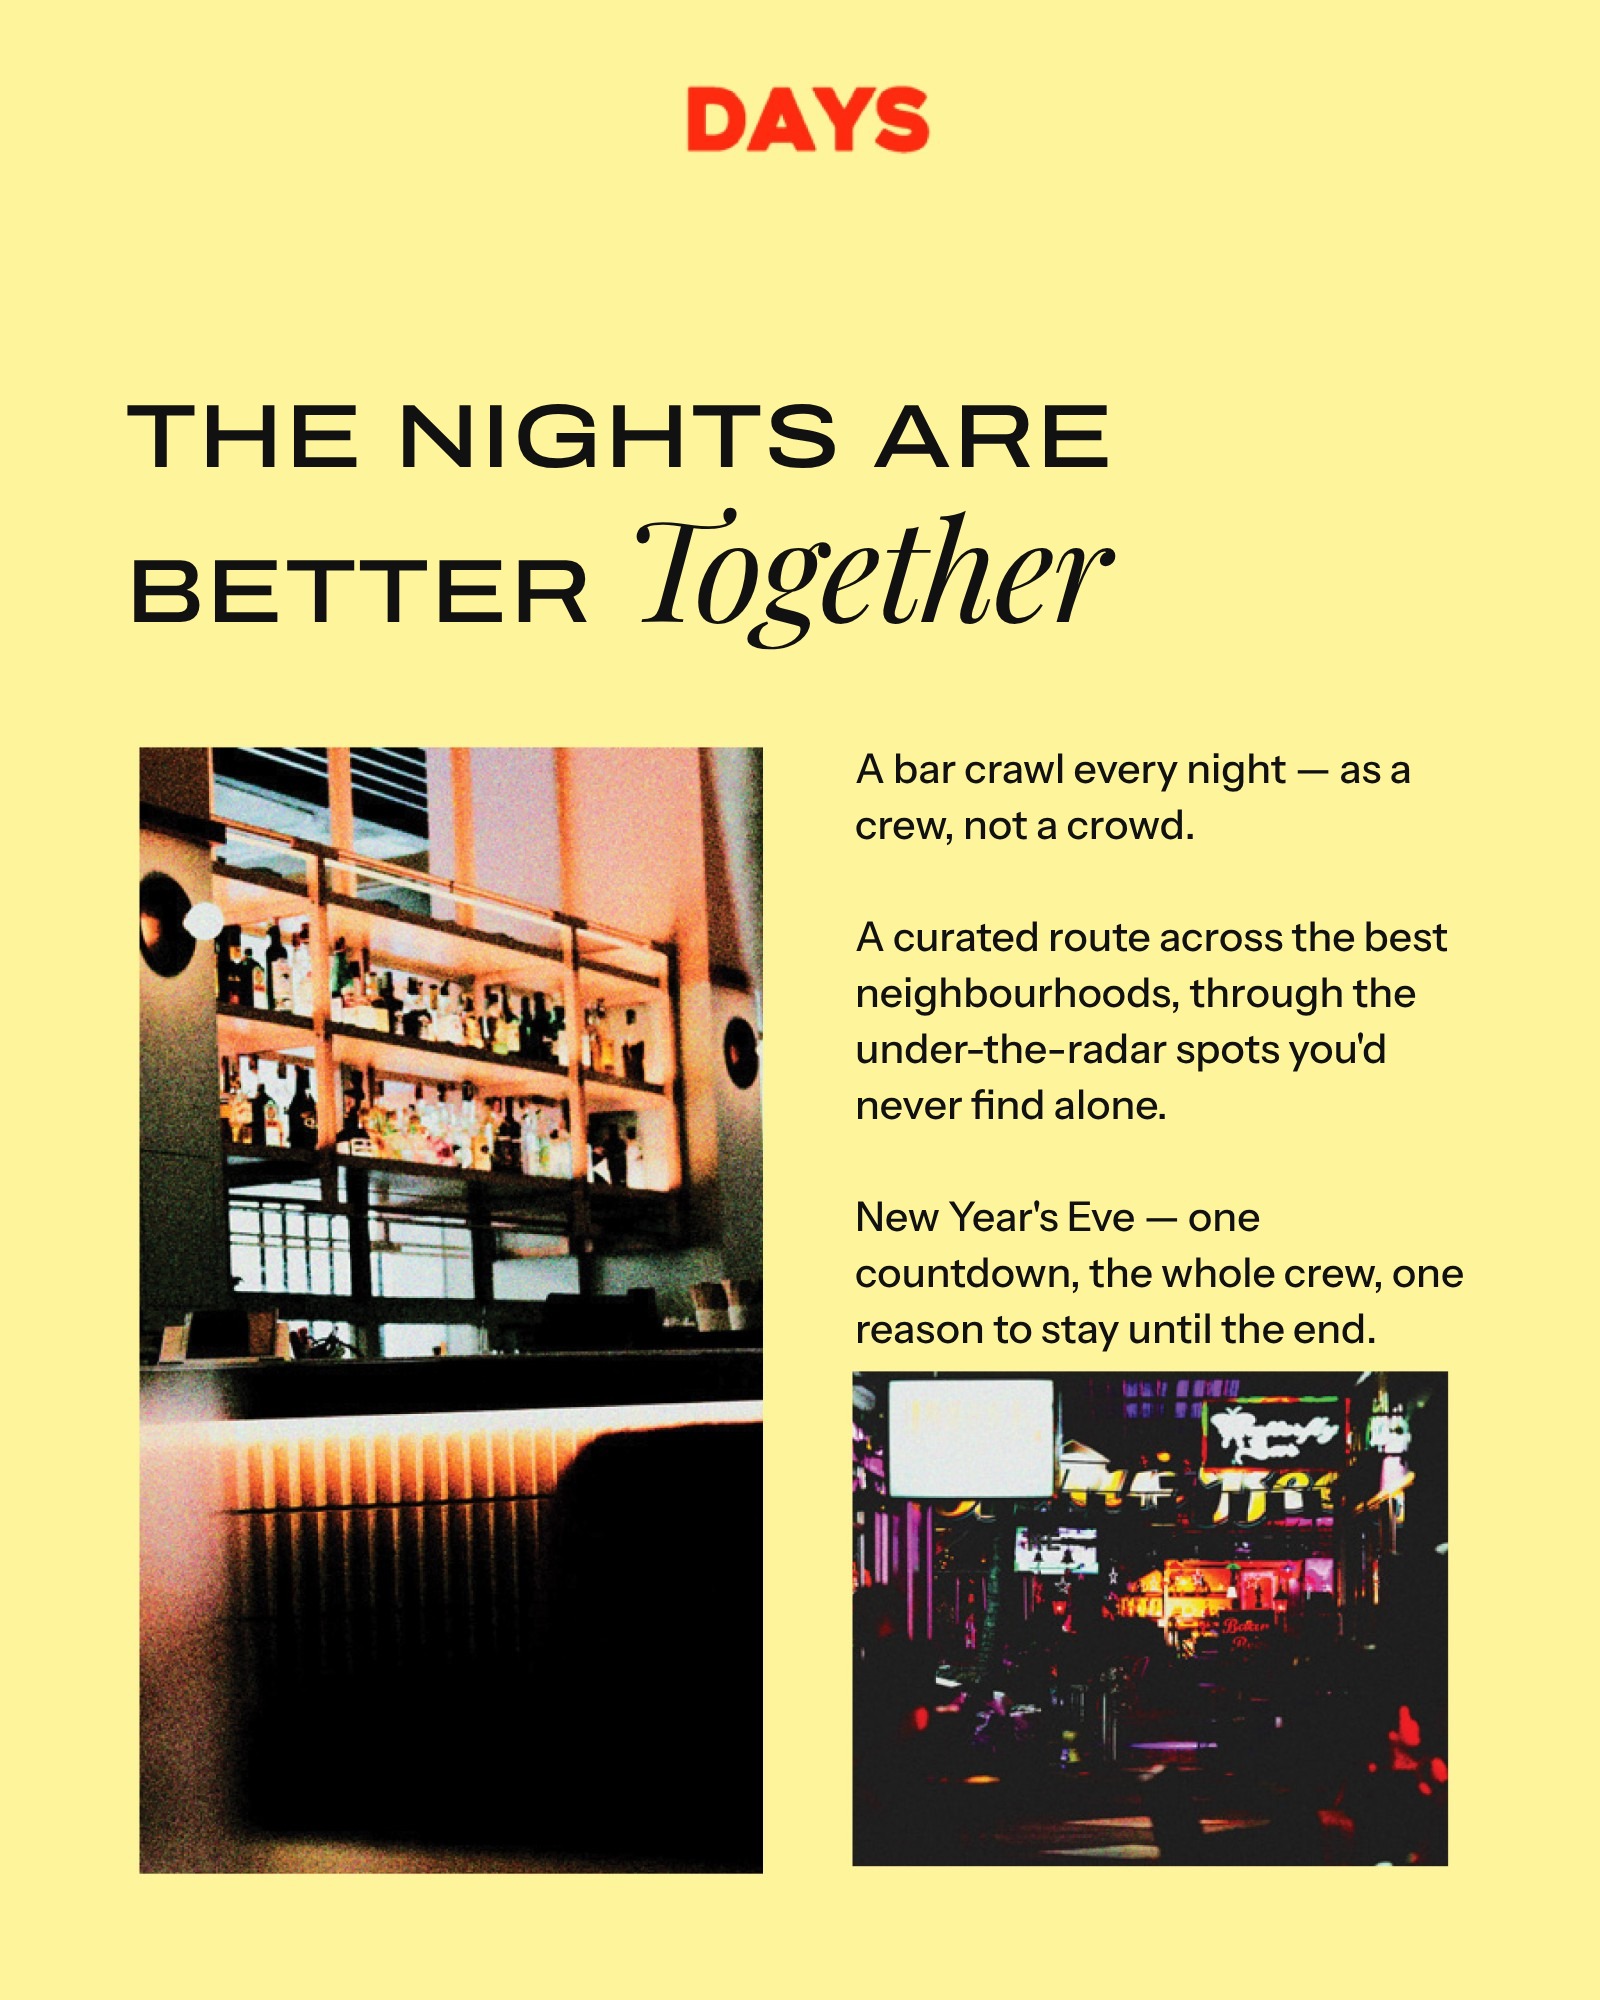 DAYS
THE NIGHTS ARE
BETTER Together
A bar crawl every night — as a
crew, not a crowd.
A curated route across the best
neighbourhoods, through the
under-the-radar spots you'd
never find alone.
New Year's Eve — one
countdown, the whole crew, one
reason to stay until the end.